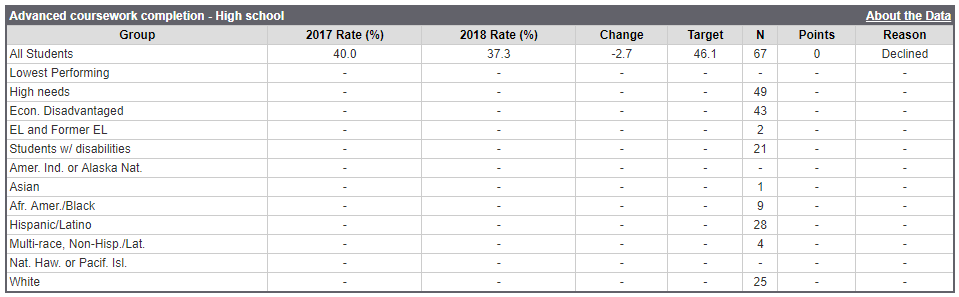 Advanced coursework completion - High school About the Data
Group 2017 Rate (%) 2018 Rate (%) Change Target N Points Reason
All Students 40.0 37.3 -2.7 46.1 67 0 Declined
Lowest Performing - - - - - - -
High needs - - - - 49 - -
Econ. Disadvantaged - - - - 43 - -
EL and Former EL - - - - 2 - -
Students w/ disabilities - - - - 21 - -
Amer. Ind. or Alaska Nat. - - - - - - -
Asian - - - - 1 - -
Afr. Amer./Black - - - - 9 - -
Hispanic/Latino - - - - 28 - -
Multi-race, Non-Hisp./Lat. - - - - 4 - -
Nat. Haw. or Pacif. Isl. - - - - - - -
White - - - - 25 - -